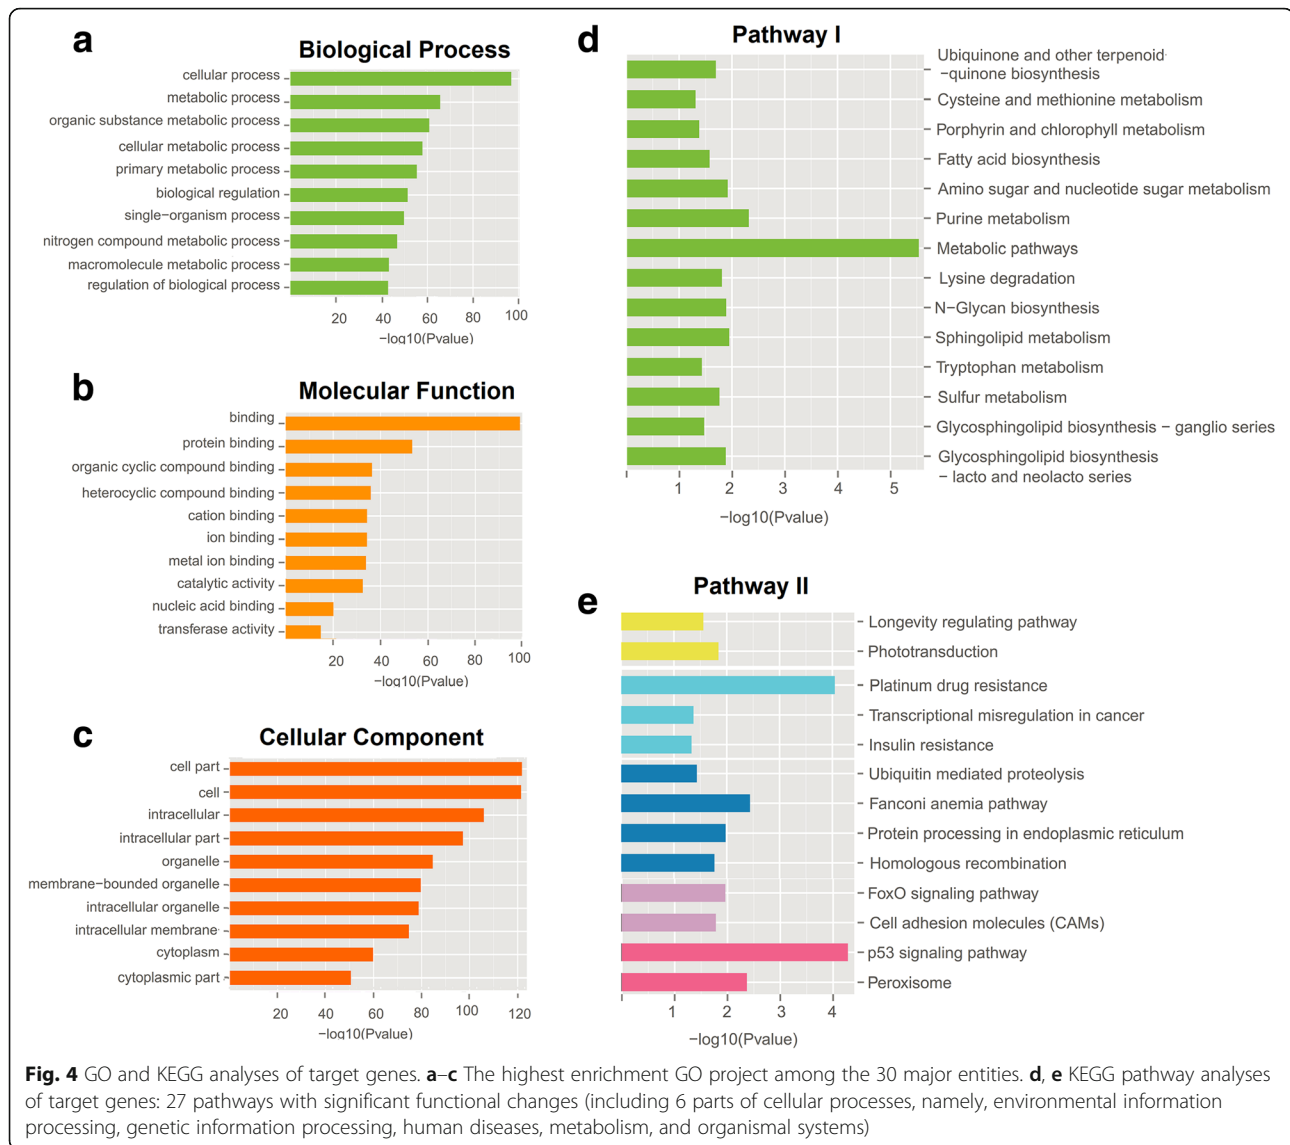 a
Biological Process
cellular process
metabolic process
organic substance metabolic process
cellular metabolic process
primary metabolic process
biological regulation
single−organism process
nitrogen compound metabolic process
macromolecule metabolic process
regulation of biological process
20 40 60 80 100
−log10(Pvalue)
b
Molecular Function
binding
protein binding
organic cyclic compound binding
heterocyclic compound binding
cation binding
ion binding
metal ion binding
catalytic activity
nucleic acid binding
transferase activity
20 40 60 80 100
−log10(Pvalue)
c
Cellular Component
cell part
cell
intracellular
intracellular part
organelle
membrane−bounded organelle
intracellular organelle
intracellular membrane
cytoplasm
cytoplasmic part
20 40 60 80 100 120
−log10(Pvalue)
d
Pathway I
Ubiquinone and other terpenoid
−quinone biosynthesis
Cysteine and methionine metabolism
Porphyrin and chlorophyll metabolism
Fatty acid biosynthesis
Amino sugar and nucleotide sugar metabolism
Purine metabolism
Metabolic pathways
Lysine degradation
N−Glycan biosynthesis
Sphingolipid metabolism
Tryptophan metabolism
Sulfur metabolism
Glycosphingolipid biosynthesis − ganglio series
Glycosphingolipid biosynthesis
− lacto and neolacto series
1 2 3 4 5
−log10(Pvalue)
e
Pathway II
Longevity regulating pathway
Phototransduction
Platinum drug resistance
Transcriptional misregulation in cancer
Insulin resistance
Ubiquitin mediated proteolysis
Fanconi anemia pathway
Protein processing in endoplasmic reticulum
Homologous recombination
FoxO signaling pathway
Cell adhesion molecules (CAMs)
p53 signaling pathway
Peroxisome
1 2 3 4
−log10(Pvalue)
Fig. 4 GO and KEGG analyses of target genes. a–c The highest enrichment GO project among the 30 major entities. d, e KEGG pathway analyses
of target genes: 27 pathways with significant functional changes (including 6 parts of cellular processes, namely, environmental information
processing, genetic information processing, human diseases, metabolism, and organismal systems)